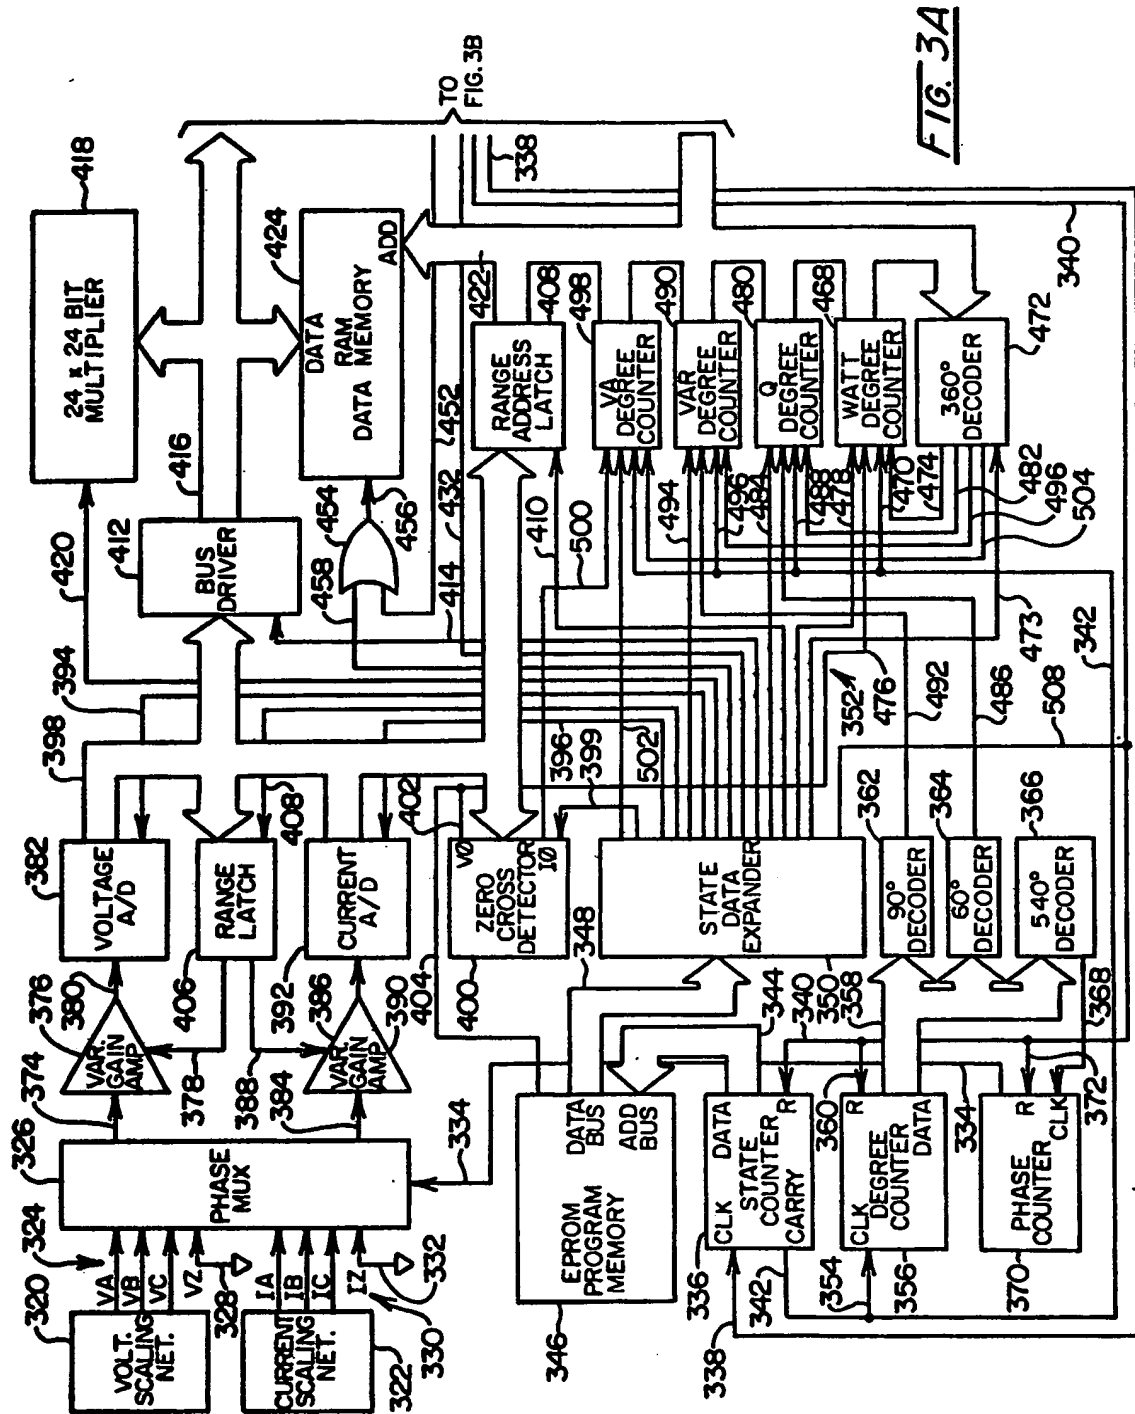 FIG. 3A
TO
FIG. 3B
320
VOLT.
SCALING
NET.
324
VA
VB
VC
VZ
328
322
CURRENT
SCALING
NET.
IA
IB
IC
IZ
330
332
326
PHASE
MUX
334
374
376
VAR.
GAIN
AMP
378
380
382
VOLTAGE
A/D
384
386
388
390
VAR.
GAIN
AMP
392
CURRENT
A/D
406
RANGE
LATCH
408
398
394
420
412
BUS
DRIVER
416
418
24 x 24 BIT
MULTIPLIER
424
DATA
RAM
DATA MEMORY
ADD
454
456
458
414
432
452
338
340
400
404
402
VØ
ZERO
CROSS
DETECTOR
IØ
396
399
502
410
500
422
RANGE
ADDRESS
LATCH
408
498
VA
DEGREE
COUNTER
490
VAR
DEGREE
COUNTER
480
Q
DEGREE
COUNTER
468
WATT
DEGREE
COUNTER
472
360°
DECODER
494
496
484
488
478
470
474
482
496
504
473
342
352
476
492
486
508
348
350
STATE
DATA
EXPANDER
362
90°
DECODER
364
60°
DECODER
366
540°
DECODER
368
358
340
344
346
EPROM
PROGRAM
MEMORY
DATA
BUS
ADD
BUS
336
CLK
DATA
STATE
COUNTER
R
CARRY
338
342
354
356
CLK
R
DEGREE
COUNTER
DATA
360
334
370
PHASE
COUNTER
R
CLK
372